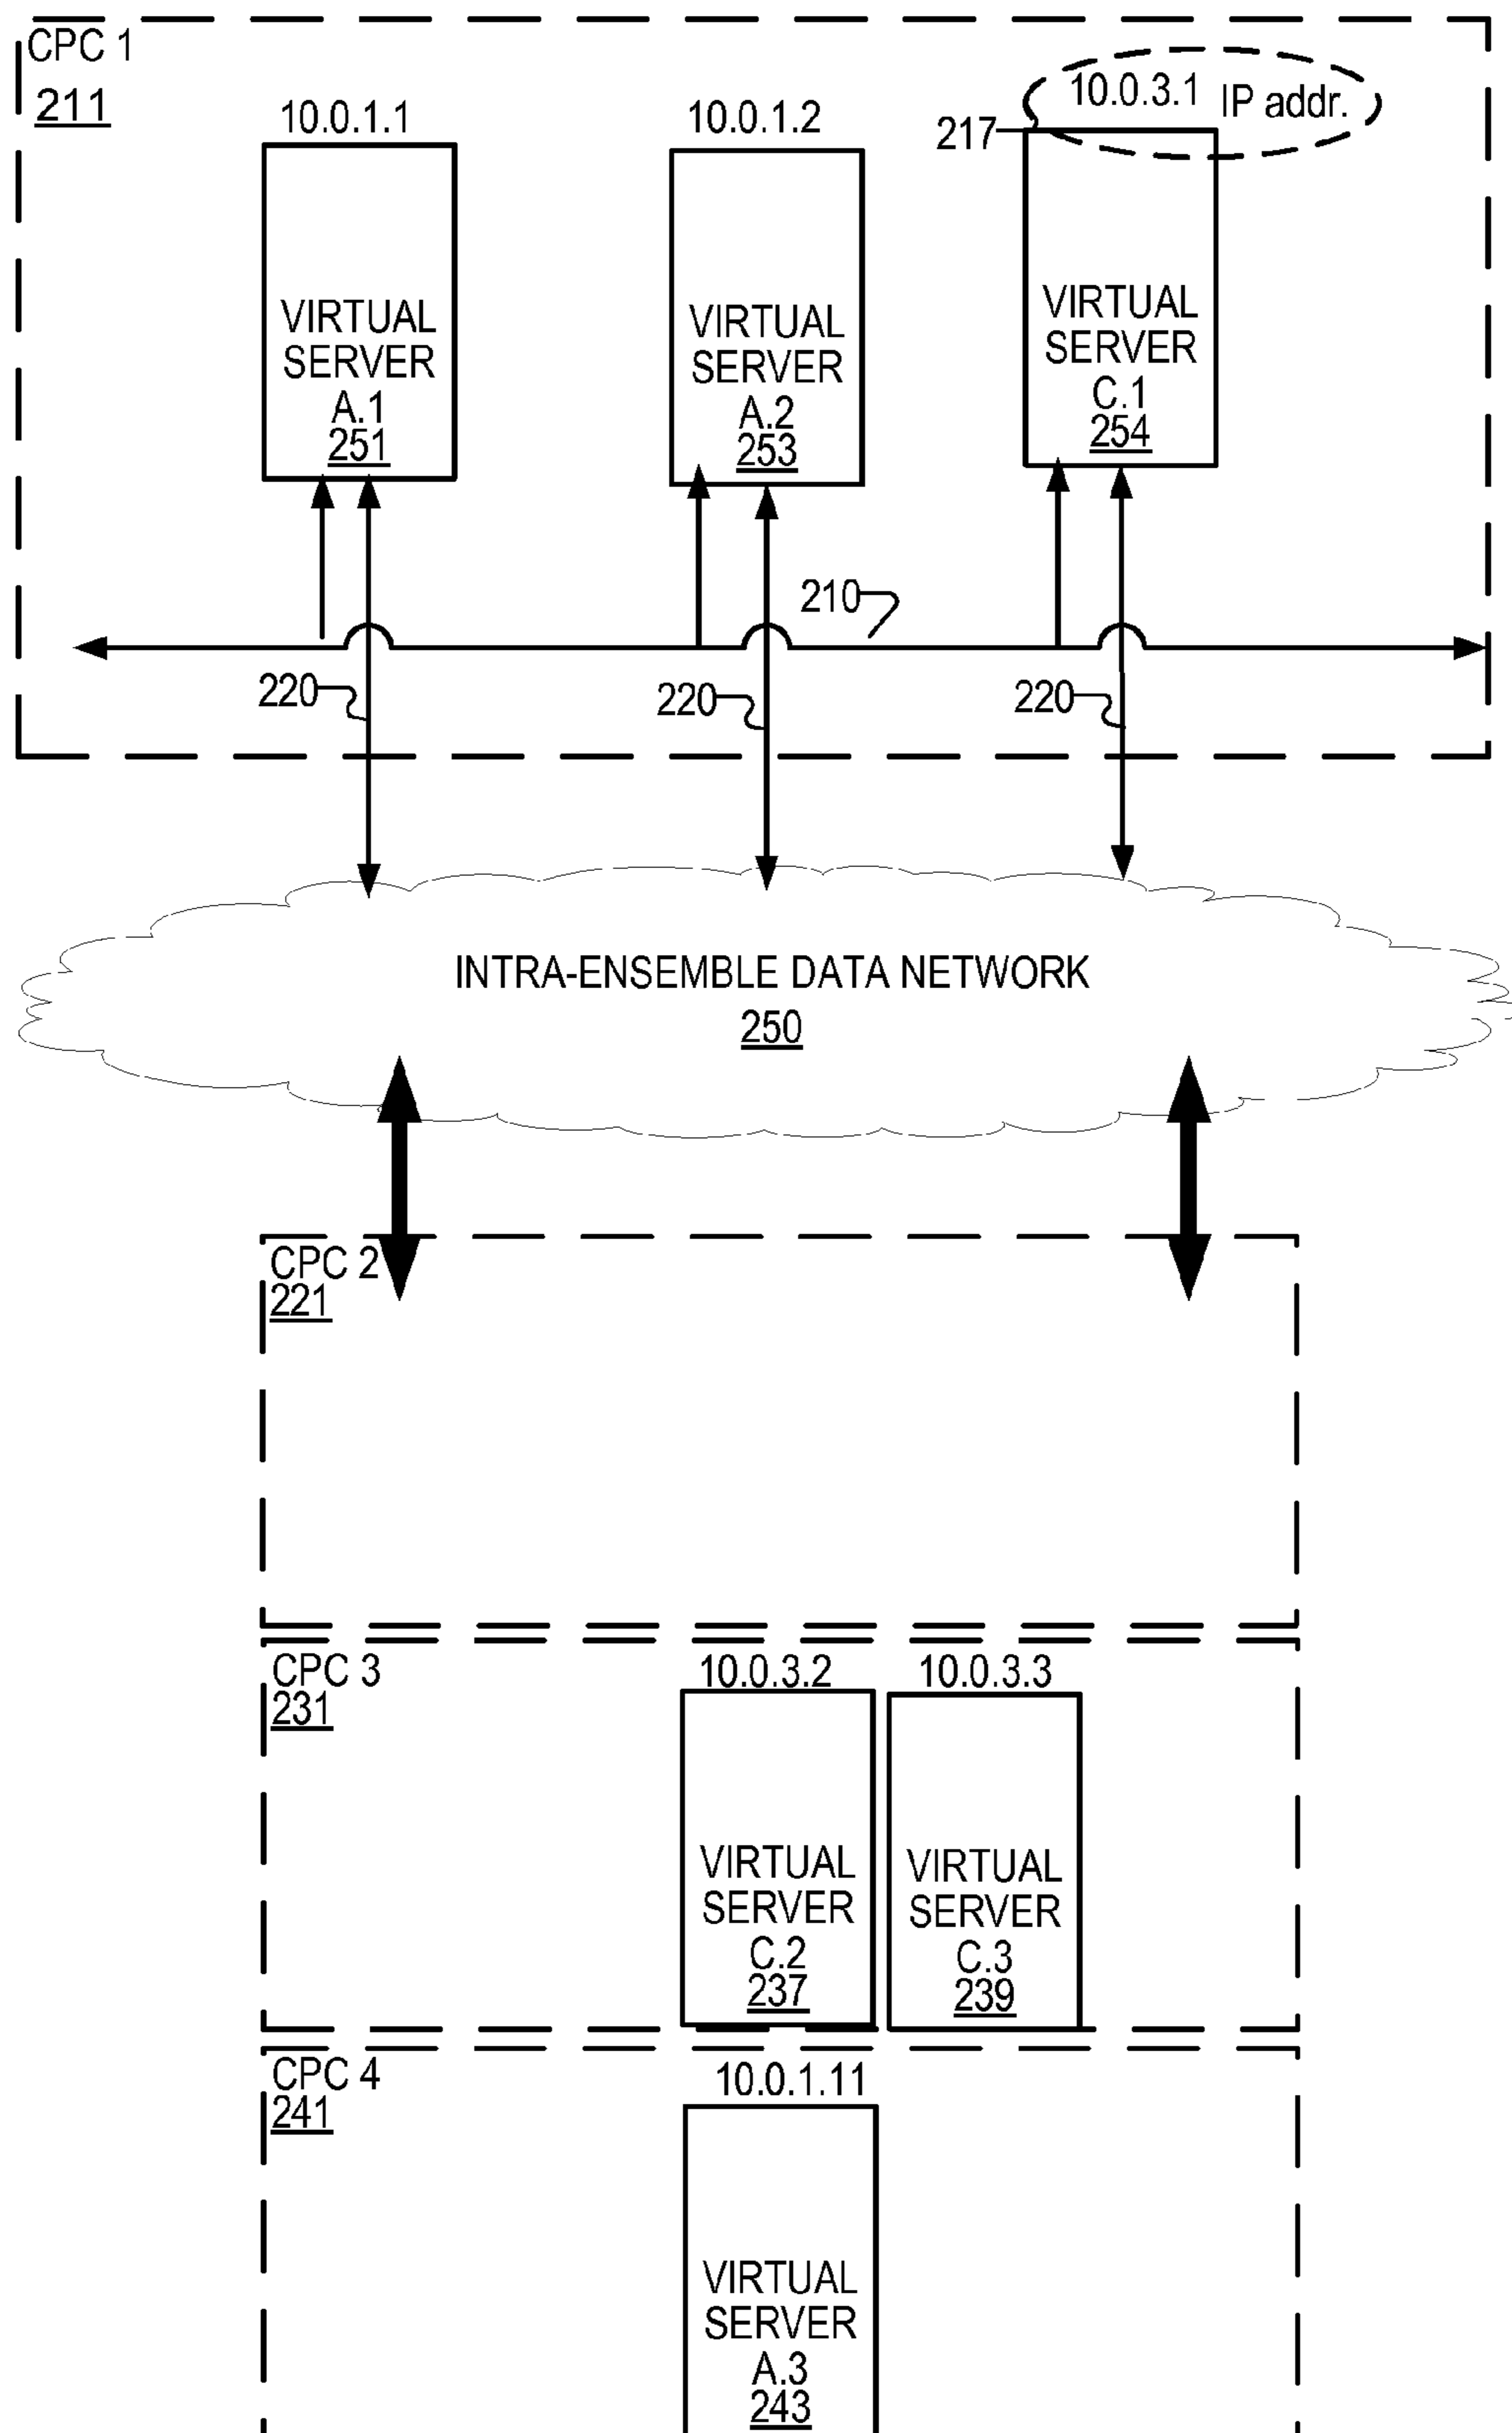 CPC 1
211
10.0.1.1
10.0.1.2
10.0.3.1 IP addr.
217
VIRTUAL
SERVER
A.1
251
VIRTUAL
SERVER
A.2
253
VIRTUAL
SERVER
C.1
254
210
220
220
220
INTRA-ENSEMBLE DATA NETWORK
250
CPC 2
221
CPC 3
231
10.0.3.2
10.0.3.3
VIRTUAL
SERVER
C.2
237
VIRTUAL
SERVER
C.3
239
CPC 4
241
10.0.1.11
VIRTUAL
SERVER
A.3
243